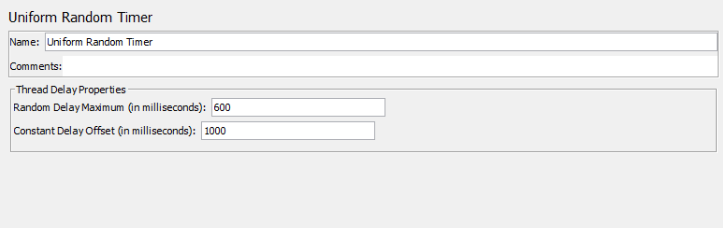 Uniform Random Timer
Name: Uniform Random Timer
Comments:
Thread Delay Properties
Random Delay Maximum (in milliseconds): 600
Constant Delay Offset (in milliseconds): 1000